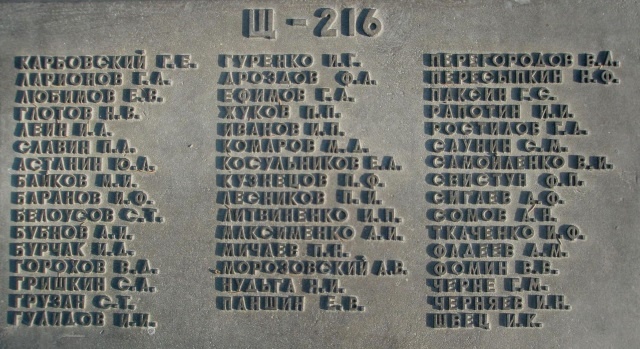 Щ-216
КАРБОВСКИЙ Г.Е.
ЛАРИОНОВ Г.А.
ЛЮБИМОВ Е.В.
ГЛОТОВ Н.В.
ЛЕИН И.А.
СЛАВИН П.А.
АСТАНИН Ю.А.
БАЙКОВ М.И.
БАРАНОВ И.Ф.
БЕЛОУСОВ С.Т.
БУБНОВ А.И.
БУРЧАК И.А.
ГОРОХОВ В.А.
ГРИШКИН С.А.
ГРУЗАН С.Т.
ГУЛИДОВ И.И.
ГУРЕНКО И.Г.
ДРОЗДОВ Ф.А.
ЕФИМОВ Г.А.
ЖУКОВ П.П.
ИВАНОВ И.П.
КОМАРОВ М.А.
КОСУЛЬНИКОВ Е.А.
КУЗНЕЦОВ П.Ф.
ЛЕСНИКОВ П.И.
ЛИТВИНЕНКО И.П.
МАКСИМЕНКО А.И.
МИЧАЕВ П.Н.
МОРОЗОВСКИЙ А.В.
НУЛЬГА Н.И.
ПАНШИН Е.В.
ПЕРЕГОРОДОВ В.Д.
ПЕРЕСЫПКИН Н.Ф.
ПАКСИН Г.С.
РАПОТИН И.И.
РОСТИЛОВ Г.А.
САУНИН С.М.
САМОЙЛЕНКО В.И.
СВИСТУН Ф.П.
СИГАЕВ А.Ф.
СОМОВ
ТКАЧЕНКО И.Ф.
ФАДЕЕВ А.М.
ФОМИН В.В.
ЧЕРНЕ Г.М.
ЧЕРНЯЕВ И.Н.
ШВЕЦ И.К.